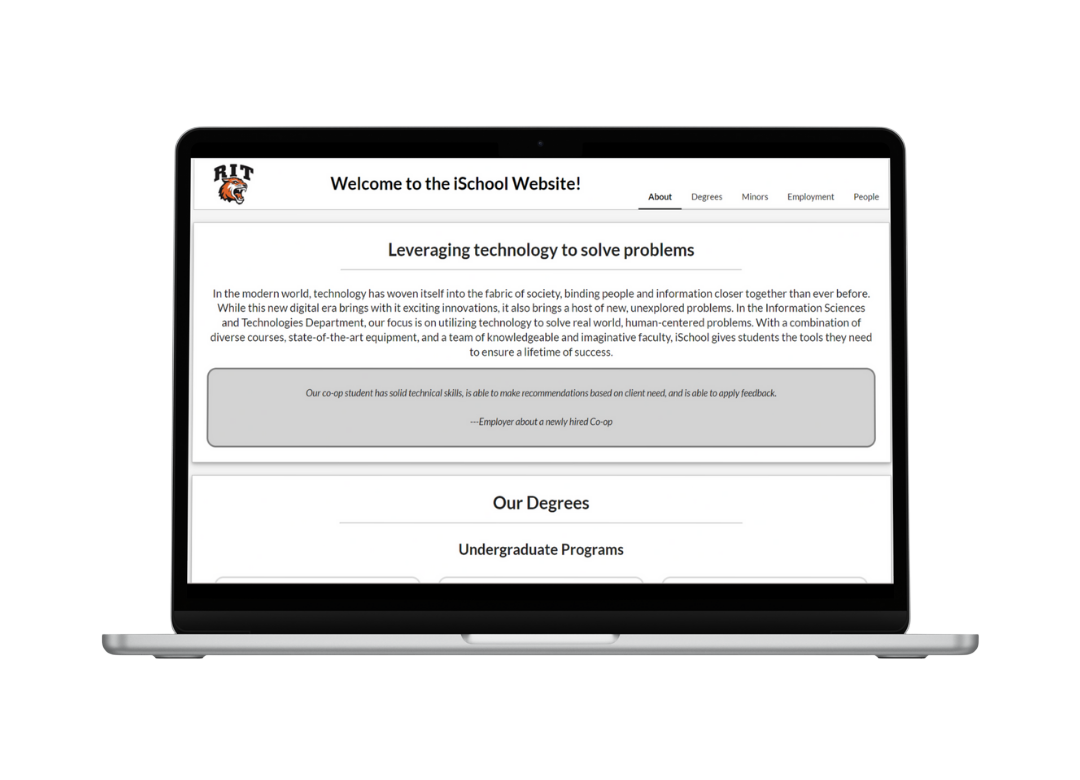 RIT
Welcome to the iSchool Website!
About Degrees Minors Employment People
Leveraging technology to solve problems
In the modern world, technology has woven itself into the fabric of society, binding people and information closer together than ever before.
While this new digital era brings with it exciting innovations, it also brings a host of new, unexplored problems. In the Information Sciences
and Technologies Department, our focus is on utilizing technology to solve real world, human-centered problems. With a combination of
diverse courses, state-of-the-art equipment, and a team of knowledgeable and imaginative faculty, iSchool gives students the tools they need
to ensure a lifetime of success.
Our co-op student has solid technical skills, is able to make recommendations based on client need, and is able to apply feedback.
---Employer about a newly hired Co-op
Our Degrees
Undergraduate Programs